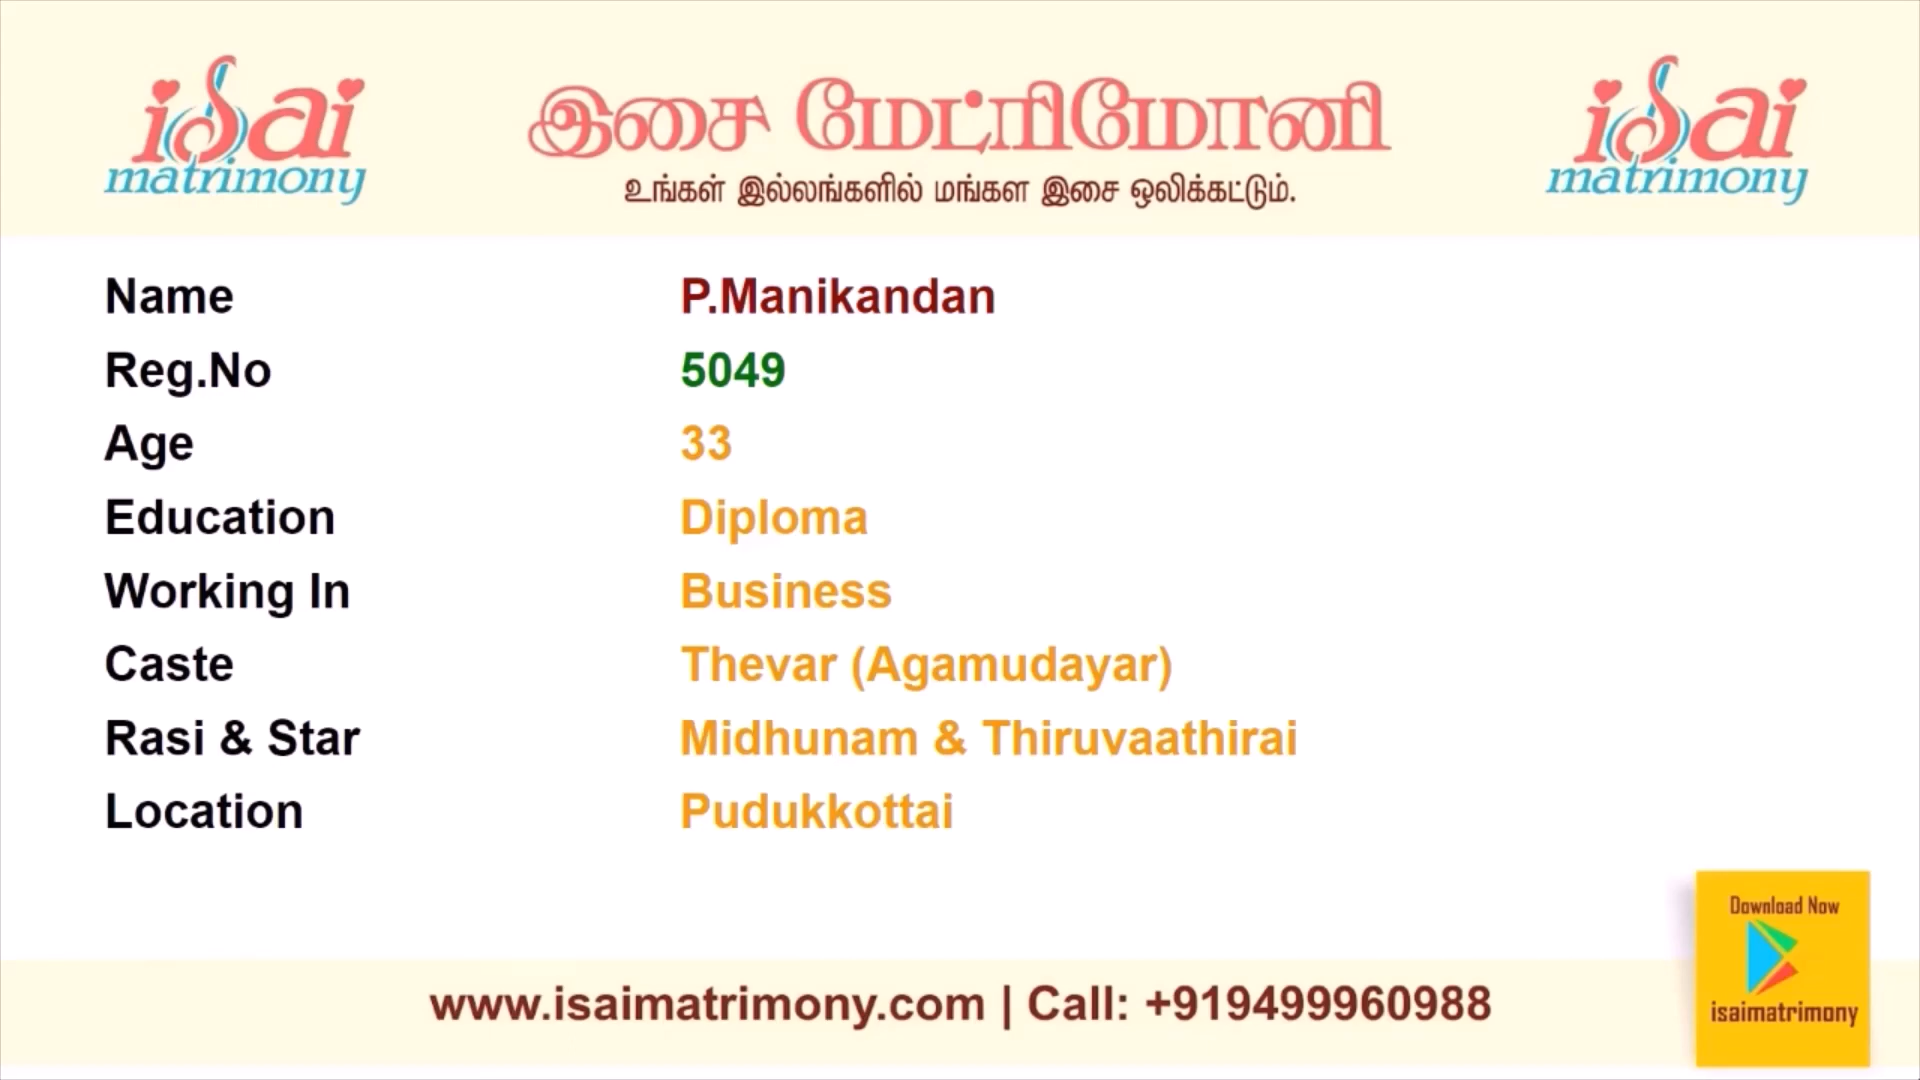 isai
matrimony
இசை மேட்ரிமோனி
உங்கள் இல்லங்களில் மங்கள இசை ஒலிக்கட்டும்.
isai
matrimony
Name P.Manikandan
Reg.No 5049
Age 33
Education Diploma
Working In Business
Caste Thevar (Agamudayar)
Rasi & Star Midhunam & Thiruvaathirai
Location Pudukkottai
Download Now
isaimatrimony
www.isaimatrimony.com | Call: +919499960988